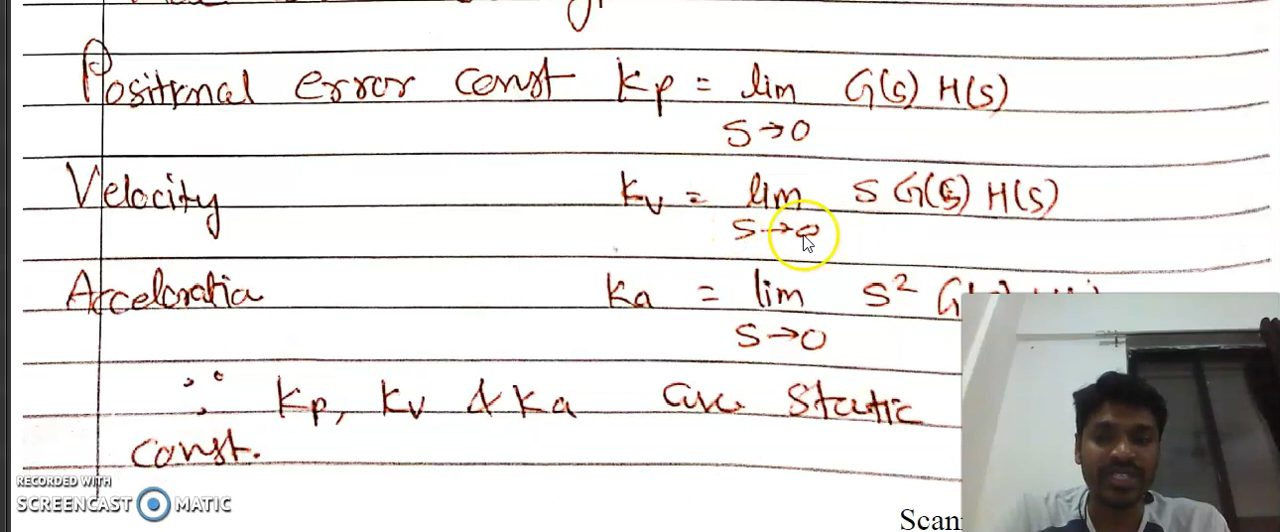 Positional error const Kp = lim G(s) H(s)
s→0
Velocity Kv = lim s G(s) H(s)
s→0
Acceleratia Ka = lim s²
s→0
∵ Kp, Kv & Ka are static
const.
RECORDED WITH
SCREENCAST MATIC
Scan